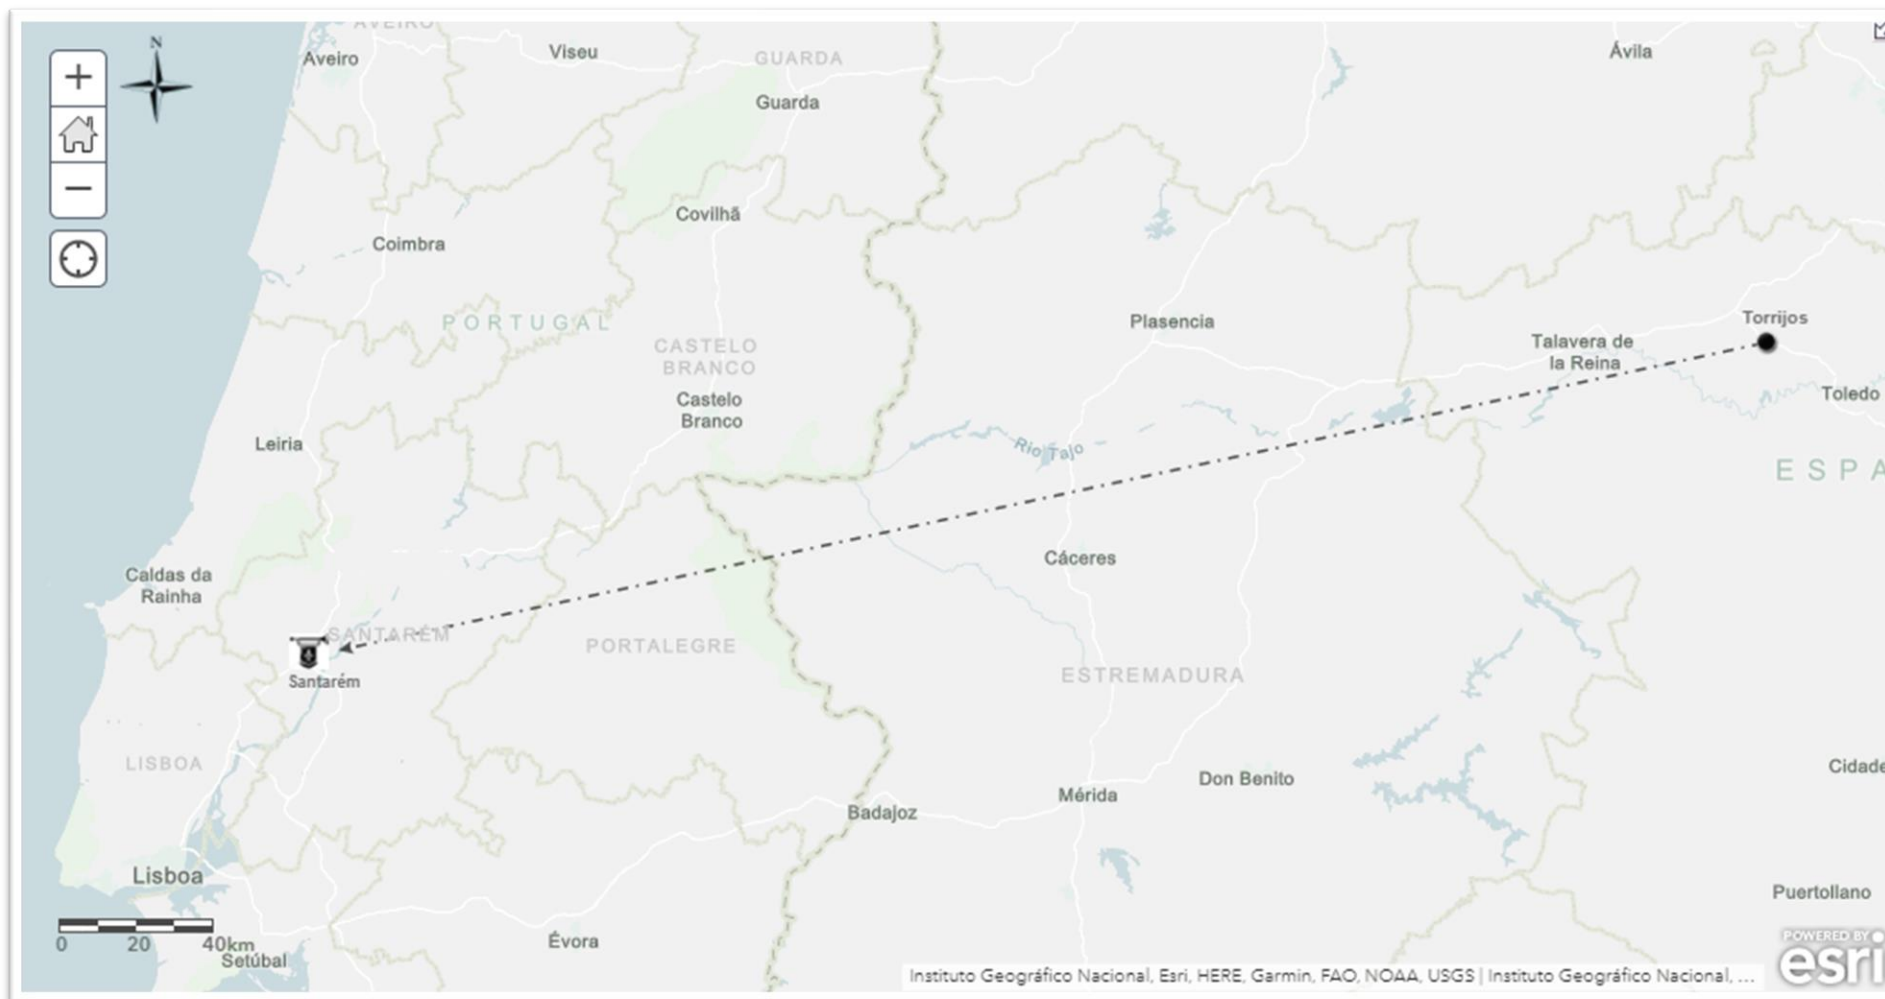 AVEIRO
N
Aveiro
Viseu
GUARDA
Ávila
Guarda
Covilhã
Coimbra
PORTUGAL
Plasencia
Torrijos
CASTELO
BRANCO
Talavera de
la Reina
Castelo
Branco
Toledo
Leiria
Rio Tajo
ESPA
Cáceres
Caldas da
Rainha
SANTARÉM
PORTALEGRE
Santarém
ESTREMADURA
LISBOA
Cidade
Don Benito
Mérida
Badajoz
Lisboa
Puertollano
0 20 40km
Évora
Setúbal
POWERED BY
esri
Instituto Geográfico Nacional, Esri, HERE, Garmin, FAO, NOAA, USGS | Instituto Geográfico Nacional, ...